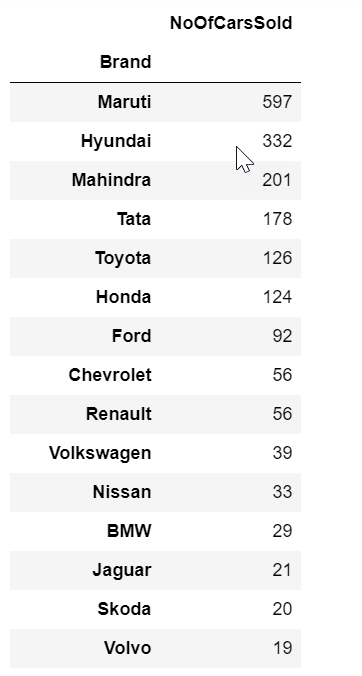 NoOfCarsSold
Brand
Maruti 597
Hyundai 332
Mahindra 201
Tata 178
Toyota 126
Honda 124
Ford 92
Chevrolet 56
Renault 56
Volkswagen 39
Nissan 33
BMW 29
Jaguar 21
Skoda 20
Volvo 19